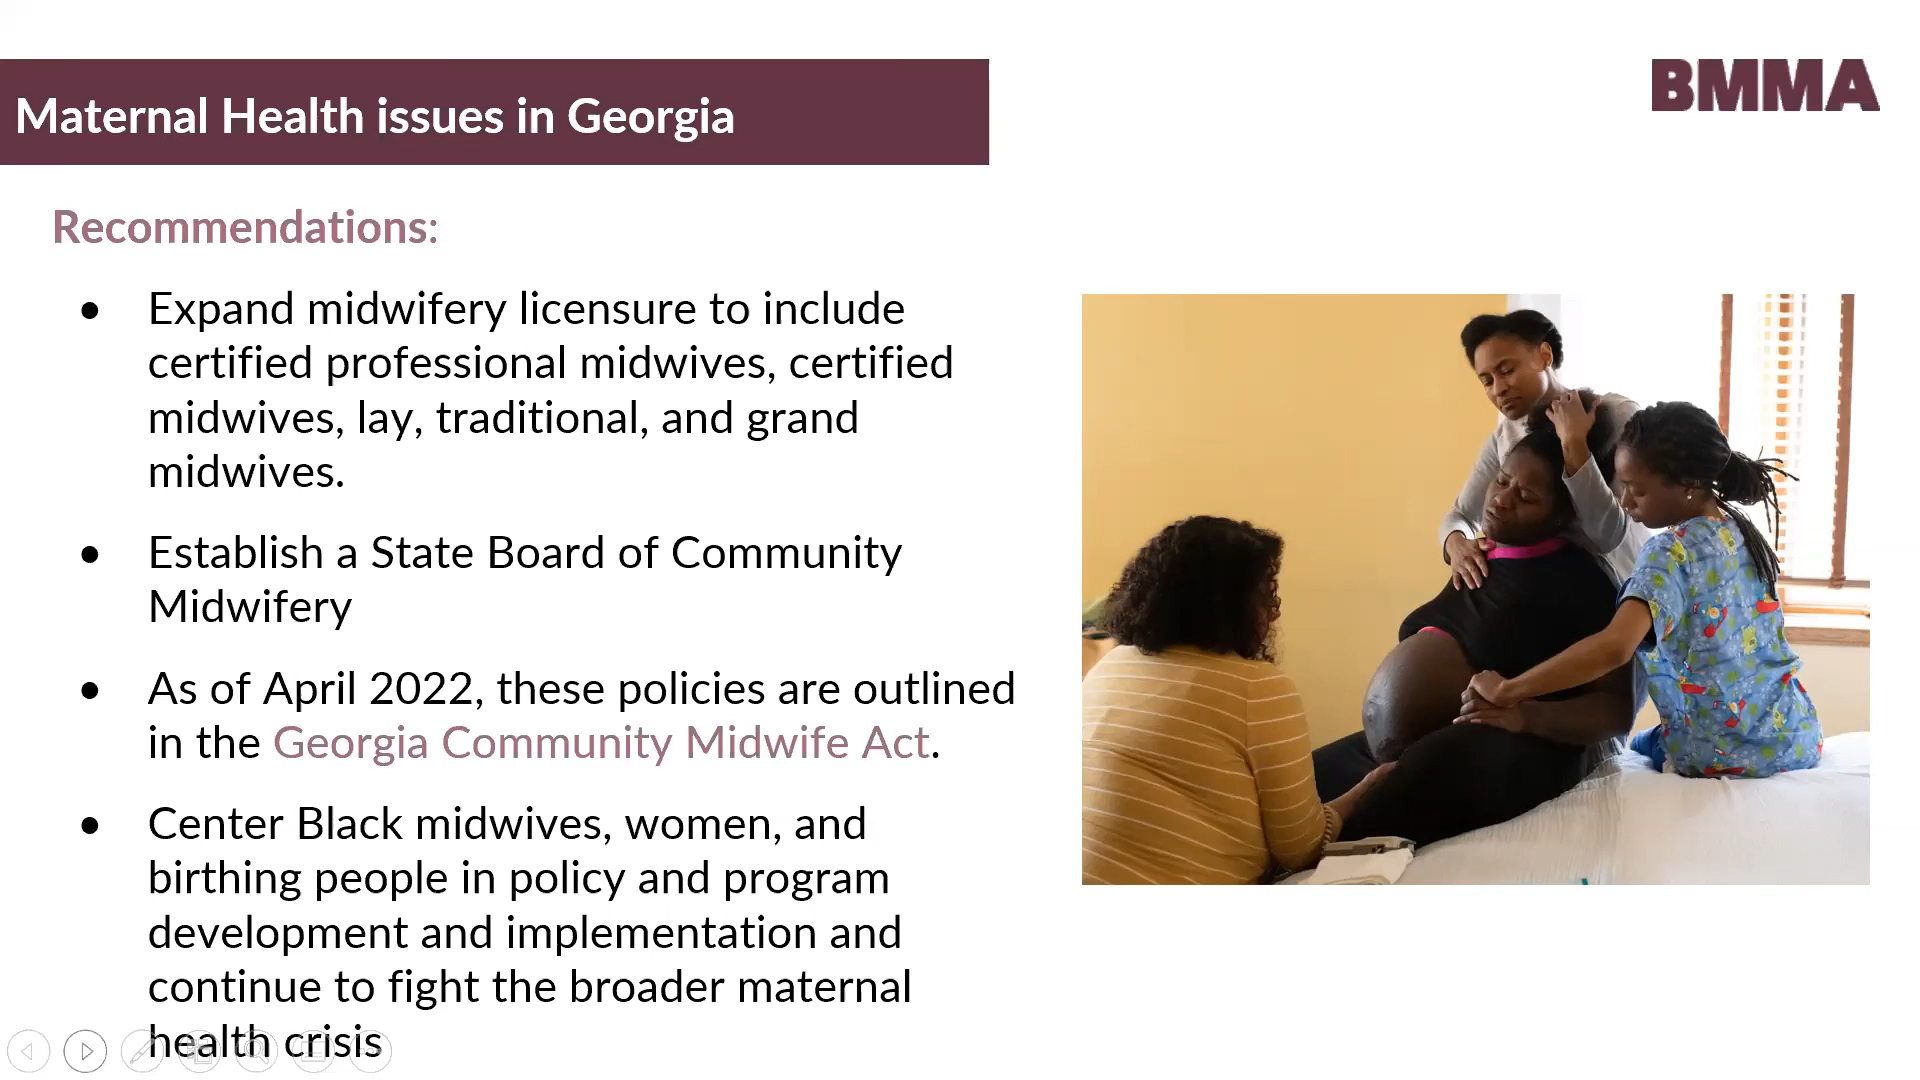 Maternal Health issues in Georgia
BMMA
Recommendations:
● Expand midwifery licensure to include
certified professional midwives, certified
midwives, lay, traditional, and grand
midwives.
● Establish a State Board of Community
Midwifery
● As of April 2022, these policies are outlined
in the Georgia Community Midwife Act.
● Center Black midwives, women, and
birthing people in policy and program
development and implementation and
continue to fight the broader maternal
health crisis